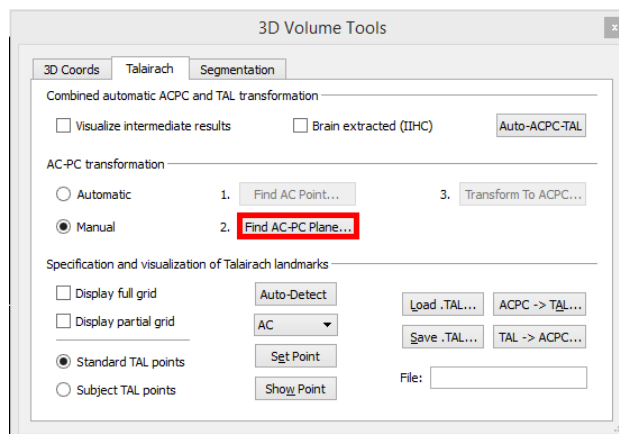 3D Volume Tools
x
3D Coords Talairach Segmentation
Combined automatic ACPC and TAL transformation
Visualize intermediate results Brain extracted (IIHC) Auto-ACPC-TAL
AC-PC transformation
Automatic 1. Find AC Point... 3. Transform To ACPC...
Manual 2. Find AC-PC Plane...
Specification and visualization of Talairach landmarks
Display full grid Auto-Detect Load .TAL... ACPC -> TAL...
Display partial grid AC Save .TAL... TAL -> ACPC...
Standard TAL points Set Point File:
Subject TAL points Show Point